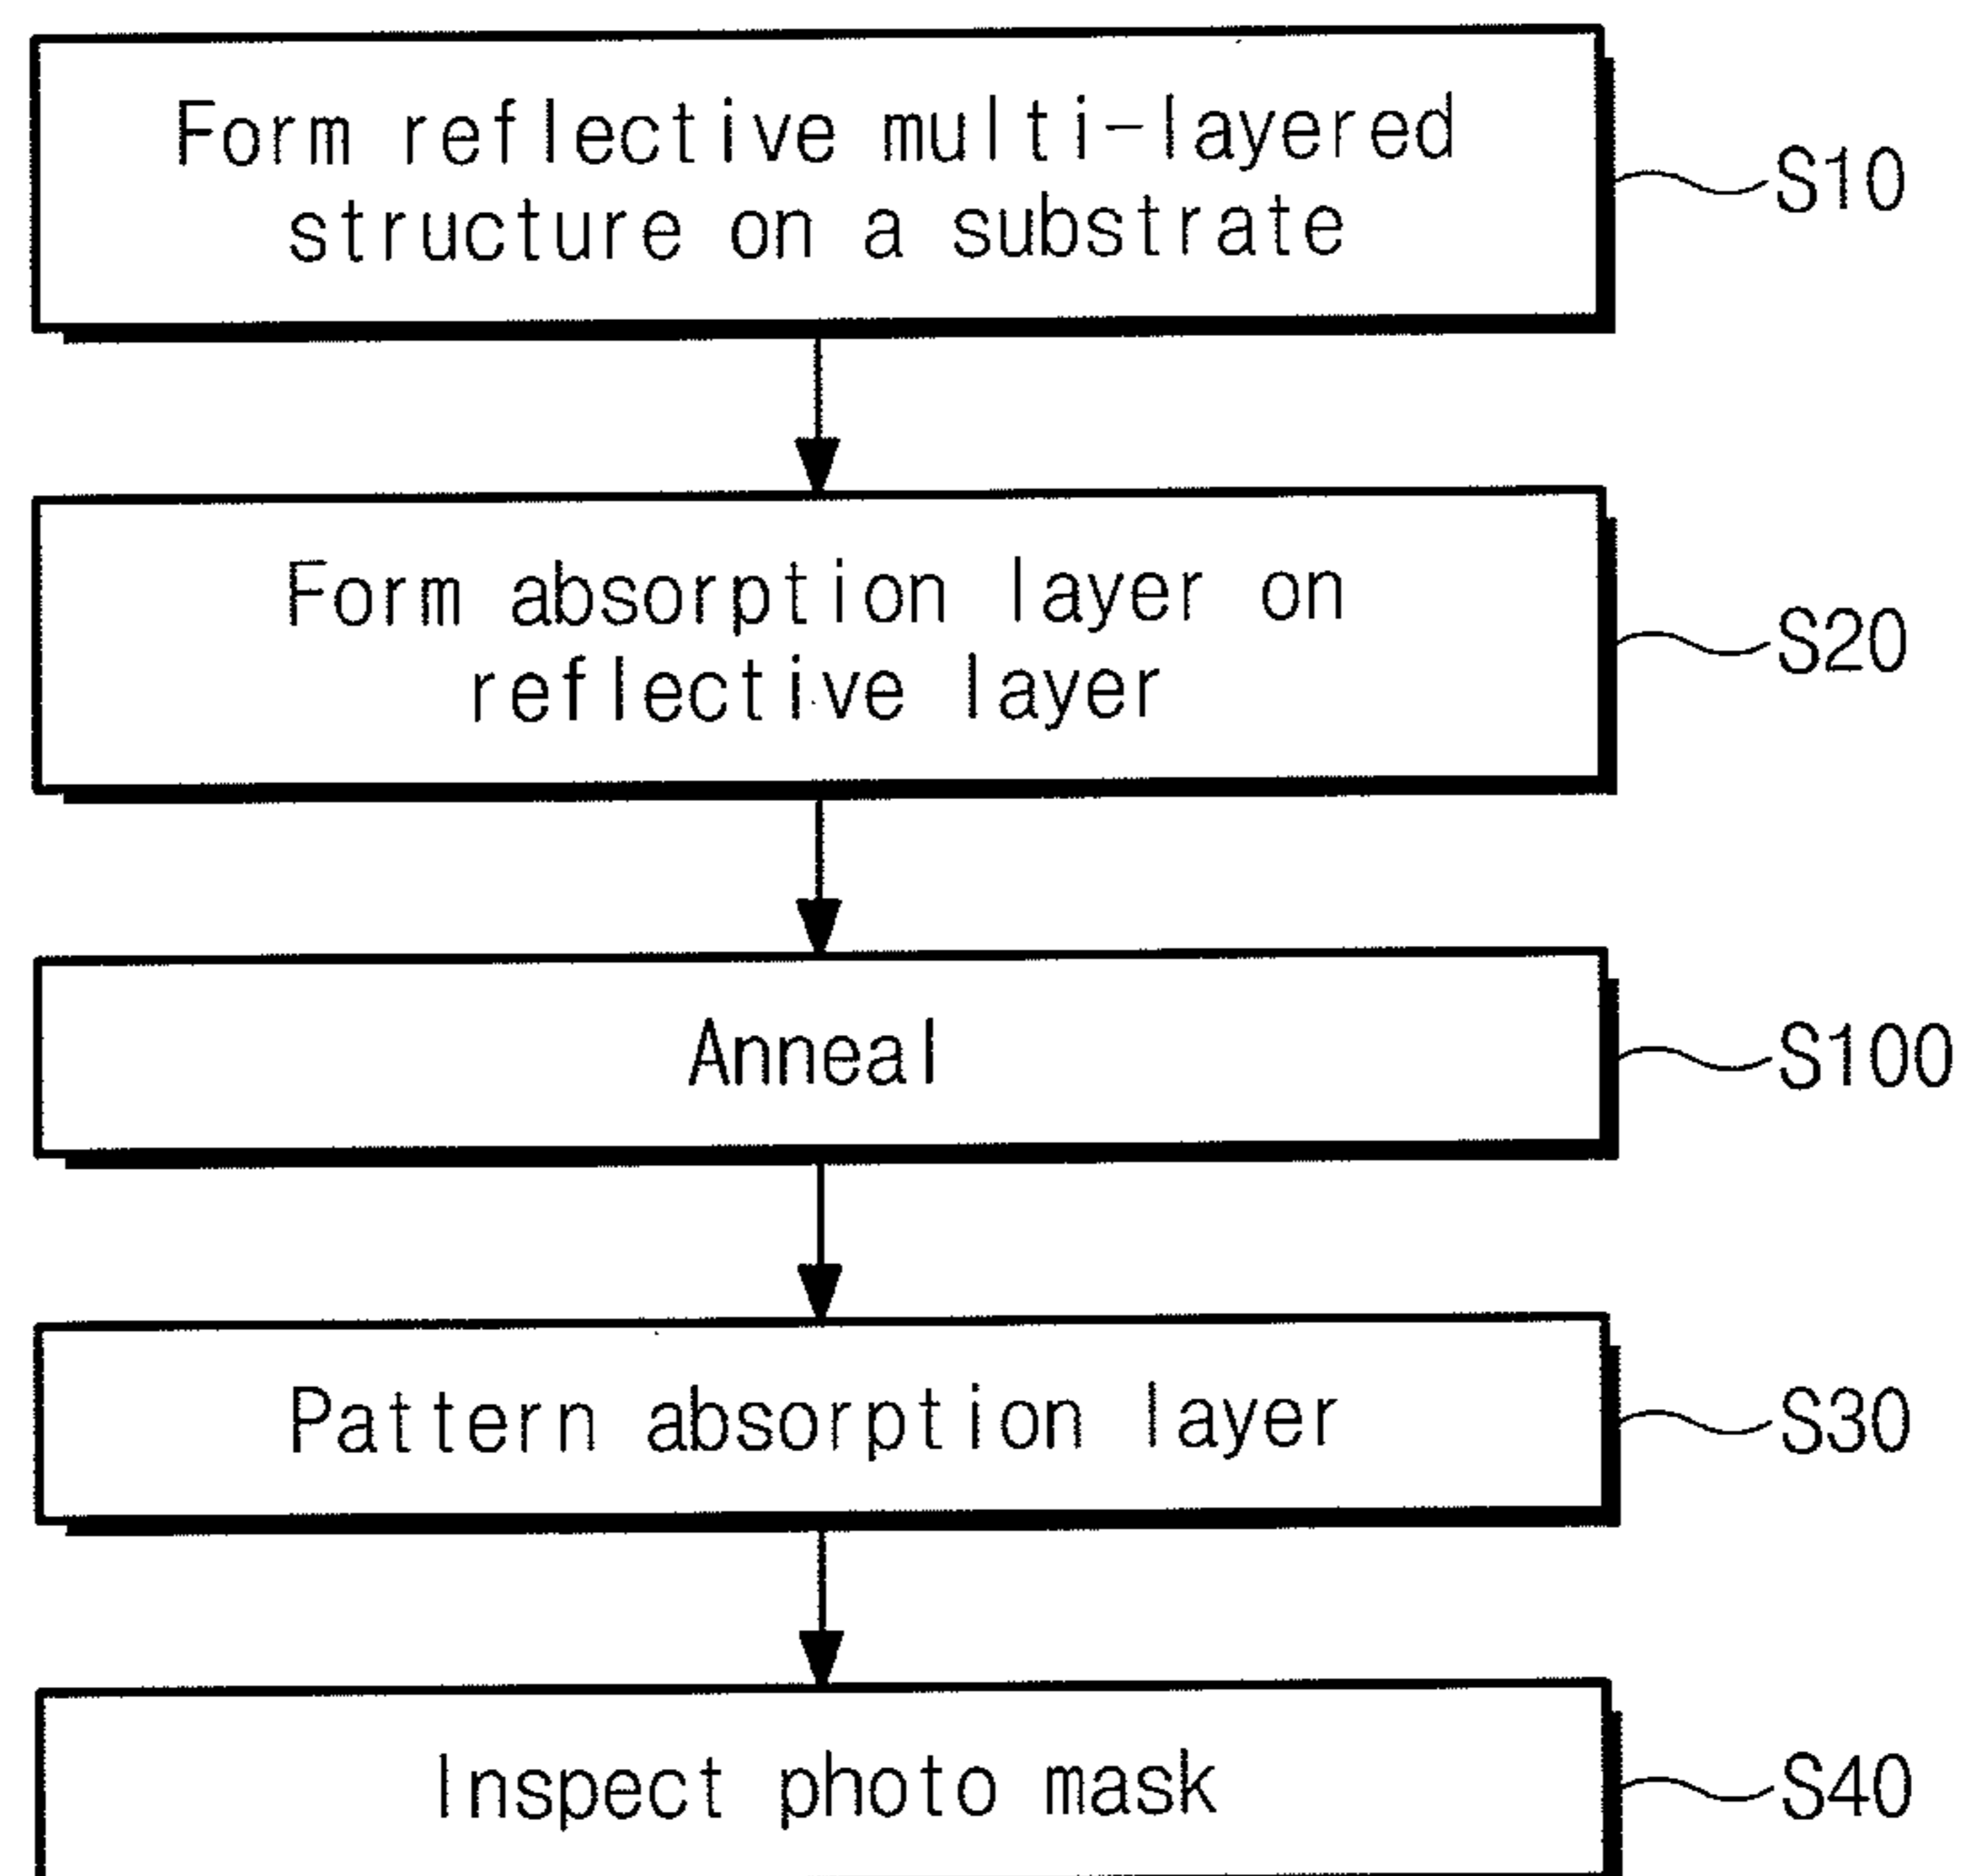 Form reflective multi-layered
structure on a substrate
S10
Form absorption layer on
reflective layer
S20
Anneal
S100
Pattern absorption layer
S30
Inspect photo mask
S40